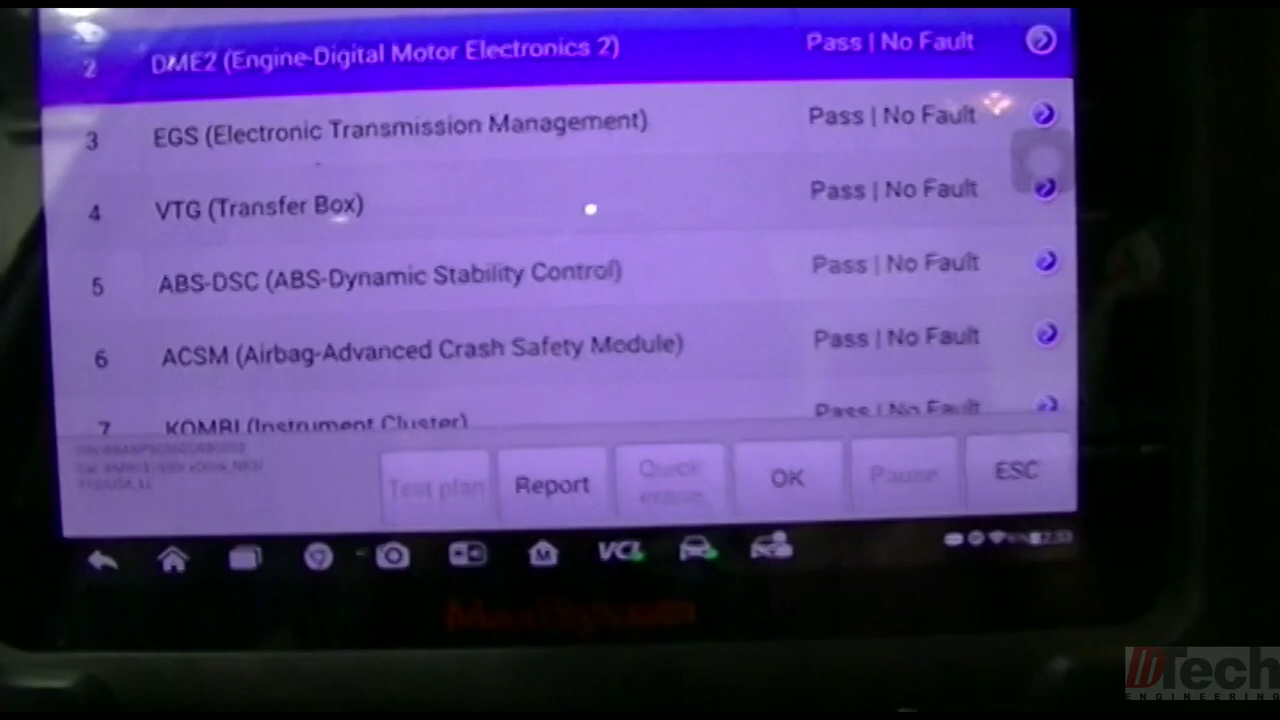 2 DME2 (Engine-Digital Motor Electronics 2) Pass | No Fault
3 EGS (Electronic Transmission Management) Pass | No Fault
4 VTG (Transfer Box) Pass | No Fault
5 ABS-DSC (ABS-Dynamic Stability Control) Pass | No Fault
6 ACSM (Airbag-Advanced Crash Safety Module) Pass | No Fault
7 KOMBI (Instrument Cluster) Pass | No Fault
Test plan Report Quick erase OK Pause ESC
M VCI
IDTech
ENGINEERING